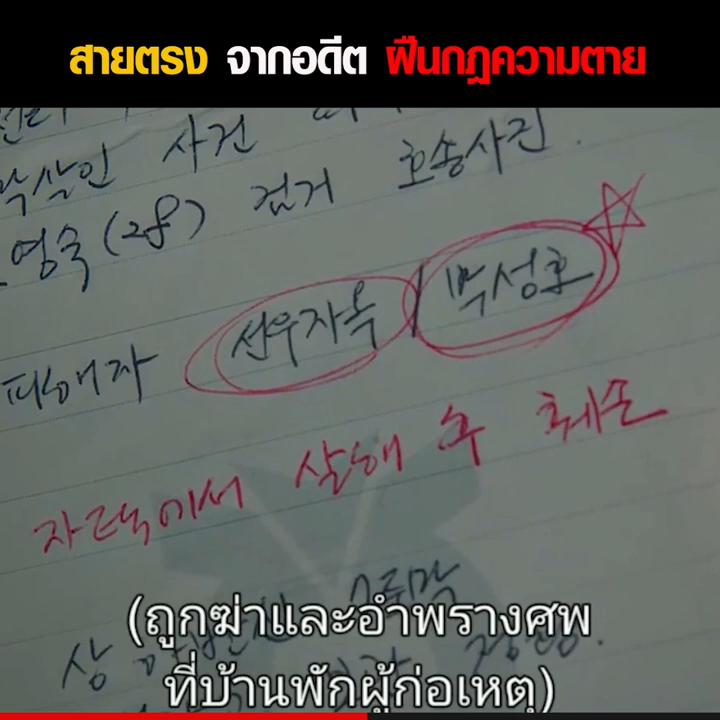 สายตรง จากอดีต ฝืนกฎความตาย
사건
영숙(28) 검거 호송사진.
피해자 선우자옥 / 박성호
자택에서 살해 후 훼손
(ถูกฆ่าและอำพรางศพ
ที่บ้านพักผู้ก่อเหตุ)